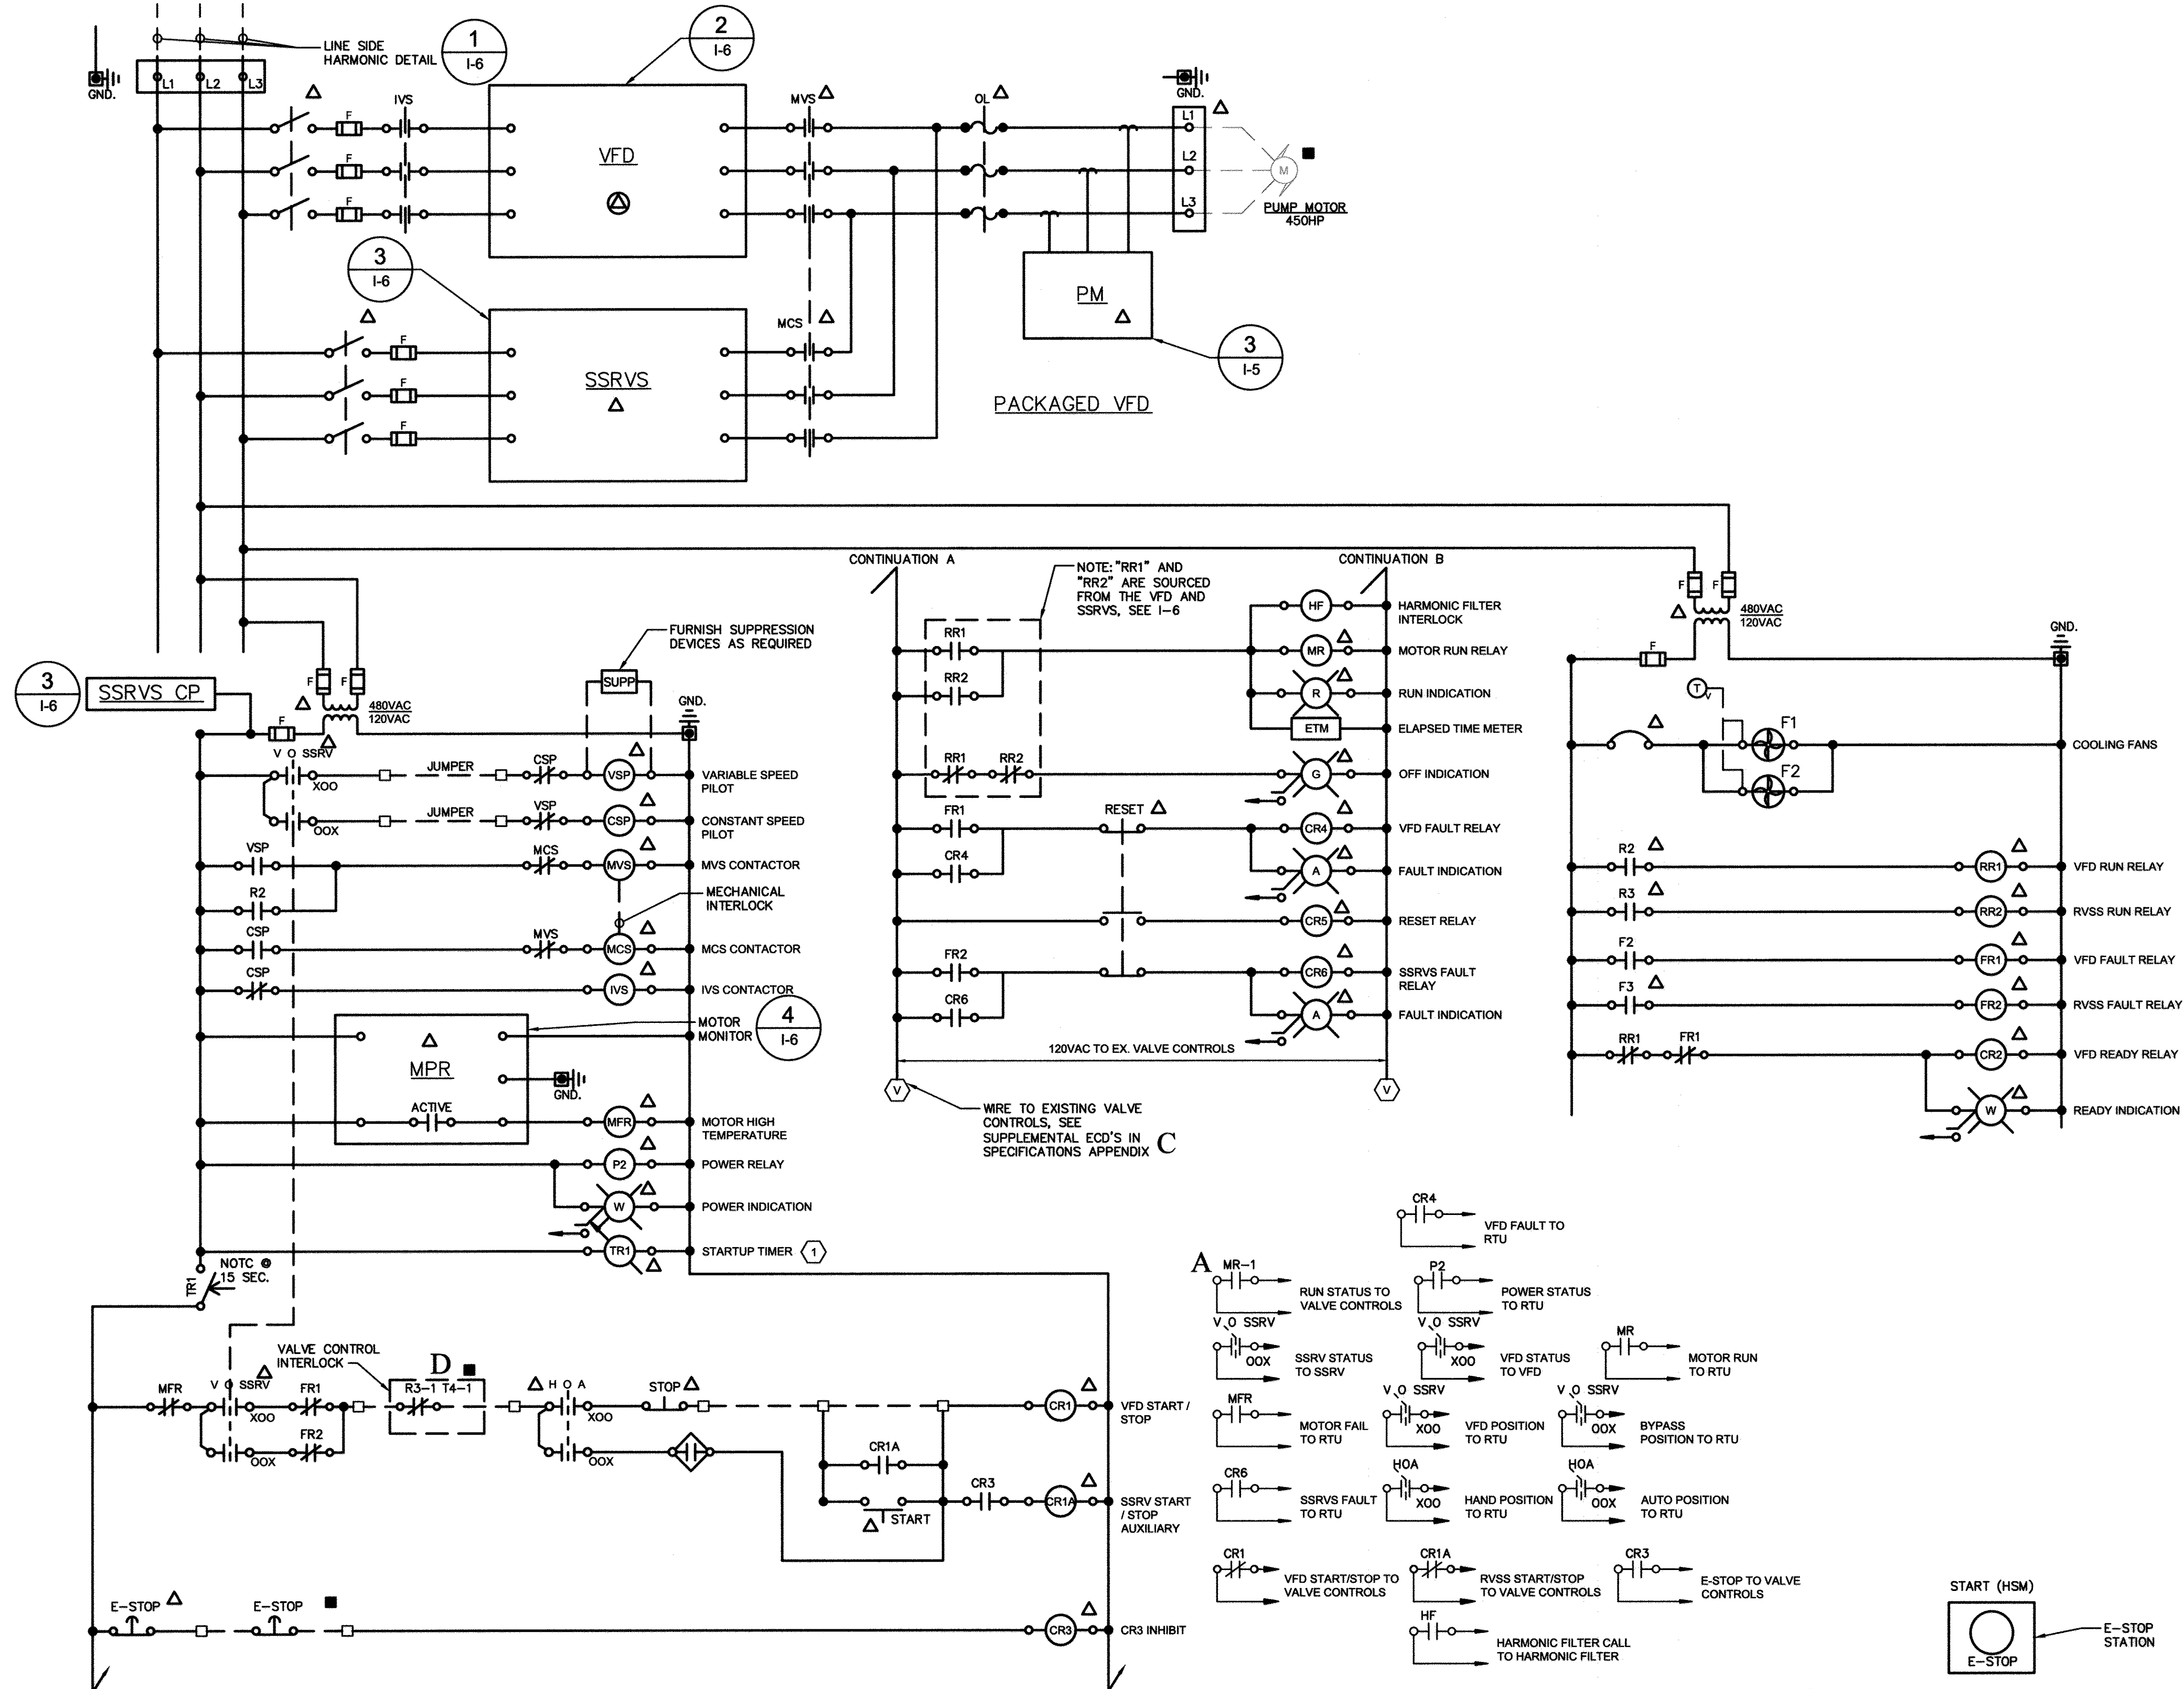 LINE SIDE
HARMONIC DETAIL
1
I-6
2
I-6
GND.
L1
L2
L3
IVS
F
F
F
VFD
MVS
OL
GND.
L1
L2
L3
M
PUMP MOTOR
450HP
3
I-6
PM
3
I-5
F
F
F
SSRVS
MCS
PACKAGED VFD
3
I-6
SSRVS CP
F
F
480VAC
120VAC
F
FURNISH SUPPRESSION
DEVICES AS REQUIRED
SUPP
GND.
V O SSRV
XOO
JUMPER
CSP
VSP
VARIABLE SPEED
PILOT
OOX
JUMPER
VSP
CSP
CONSTANT SPEED
PILOT
VSP
MCS
MVS
MVS CONTACTOR
R2
MECHANICAL
INTERLOCK
CSP
MVS
MCS
MCS CONTACTOR
CSP
IVS
IVS CONTACTOR
MPR
MOTOR
MONITOR
4
I-6
GND.
ACTIVE
MFR
MOTOR HIGH
TEMPERATURE
P2
POWER RELAY
W
POWER INDICATION
TR1
STARTUP TIMER
1
TR1
NOTC @
15 SEC.
CONTINUATION A
CONTINUATION B
NOTE: "RR1" AND
"RR2" ARE SOURCED
FROM THE VFD AND
SSRVS, SEE I-6
HF
HARMONIC FILTER
INTERLOCK
RR1
MR
MOTOR RUN RELAY
RR2
R
RUN INDICATION
ETM
ELAPSED TIME METER
RR1
RR2
G
OFF INDICATION
FR1
RESET
CR4
VFD FAULT RELAY
CR4
A
FAULT INDICATION
CR5
RESET RELAY
FR2
CR6
SSRVS FAULT
RELAY
CR6
A
FAULT INDICATION
120VAC TO EX. VALVE CONTROLS
V
V
WIRE TO EXISTING VALVE
CONTROLS, SEE
SUPPLEMENTAL ECD'S IN
SPECIFICATIONS APPENDIX C
F
F
480VAC
120VAC
F
GND.
T
V
F1
COOLING FANS
F2
R2
RR1
VFD RUN RELAY
R3
RR2
RVSS RUN RELAY
F2
FR1
VFD FAULT RELAY
F3
FR2
RVSS FAULT RELAY
RR1
FR1
CR2
VFD READY RELAY
W
READY INDICATION
VALVE CONTROL
INTERLOCK
D
MFR
V O SSRV
XOO
FR1
R3-1 T4-1
H O A
XOO
STOP
CR1
VFD START /
STOP
OOX
FR2
OOX
CR1A
START
CR3
CR1A
SSRV START
/ STOP
AUXILIARY
E-STOP
E-STOP
CR3
CR3 INHIBIT
CR4
VFD FAULT TO
RTU
A
MR-1
RUN STATUS TO
VALVE CONTROLS
P2
POWER STATUS
TO RTU
V O SSRV
OOX
SSRV STATUS
TO SSRV
V O SSRV
XOO
VFD STATUS
TO VFD
MR
MOTOR RUN
TO RTU
MFR
MOTOR FAIL
TO RTU
V O SSRV
XOO
VFD POSITION
TO RTU
V O SSRV
OOX
BYPASS
POSITION TO RTU
CR6
SSRVS FAULT
TO RTU
HOA
XOO
HAND POSITION
TO RTU
HOA
OOX
AUTO POSITION
TO RTU
CR1
VFD START/STOP TO
VALVE CONTROLS
CR1A
RVSS START/STOP
TO VALVE CONTROLS
CR3
E-STOP TO VALVE
CONTROLS
HF
HARMONIC FILTER CALL
TO HARMONIC FILTER
START (HSM)
E-STOP
E-STOP
STATION